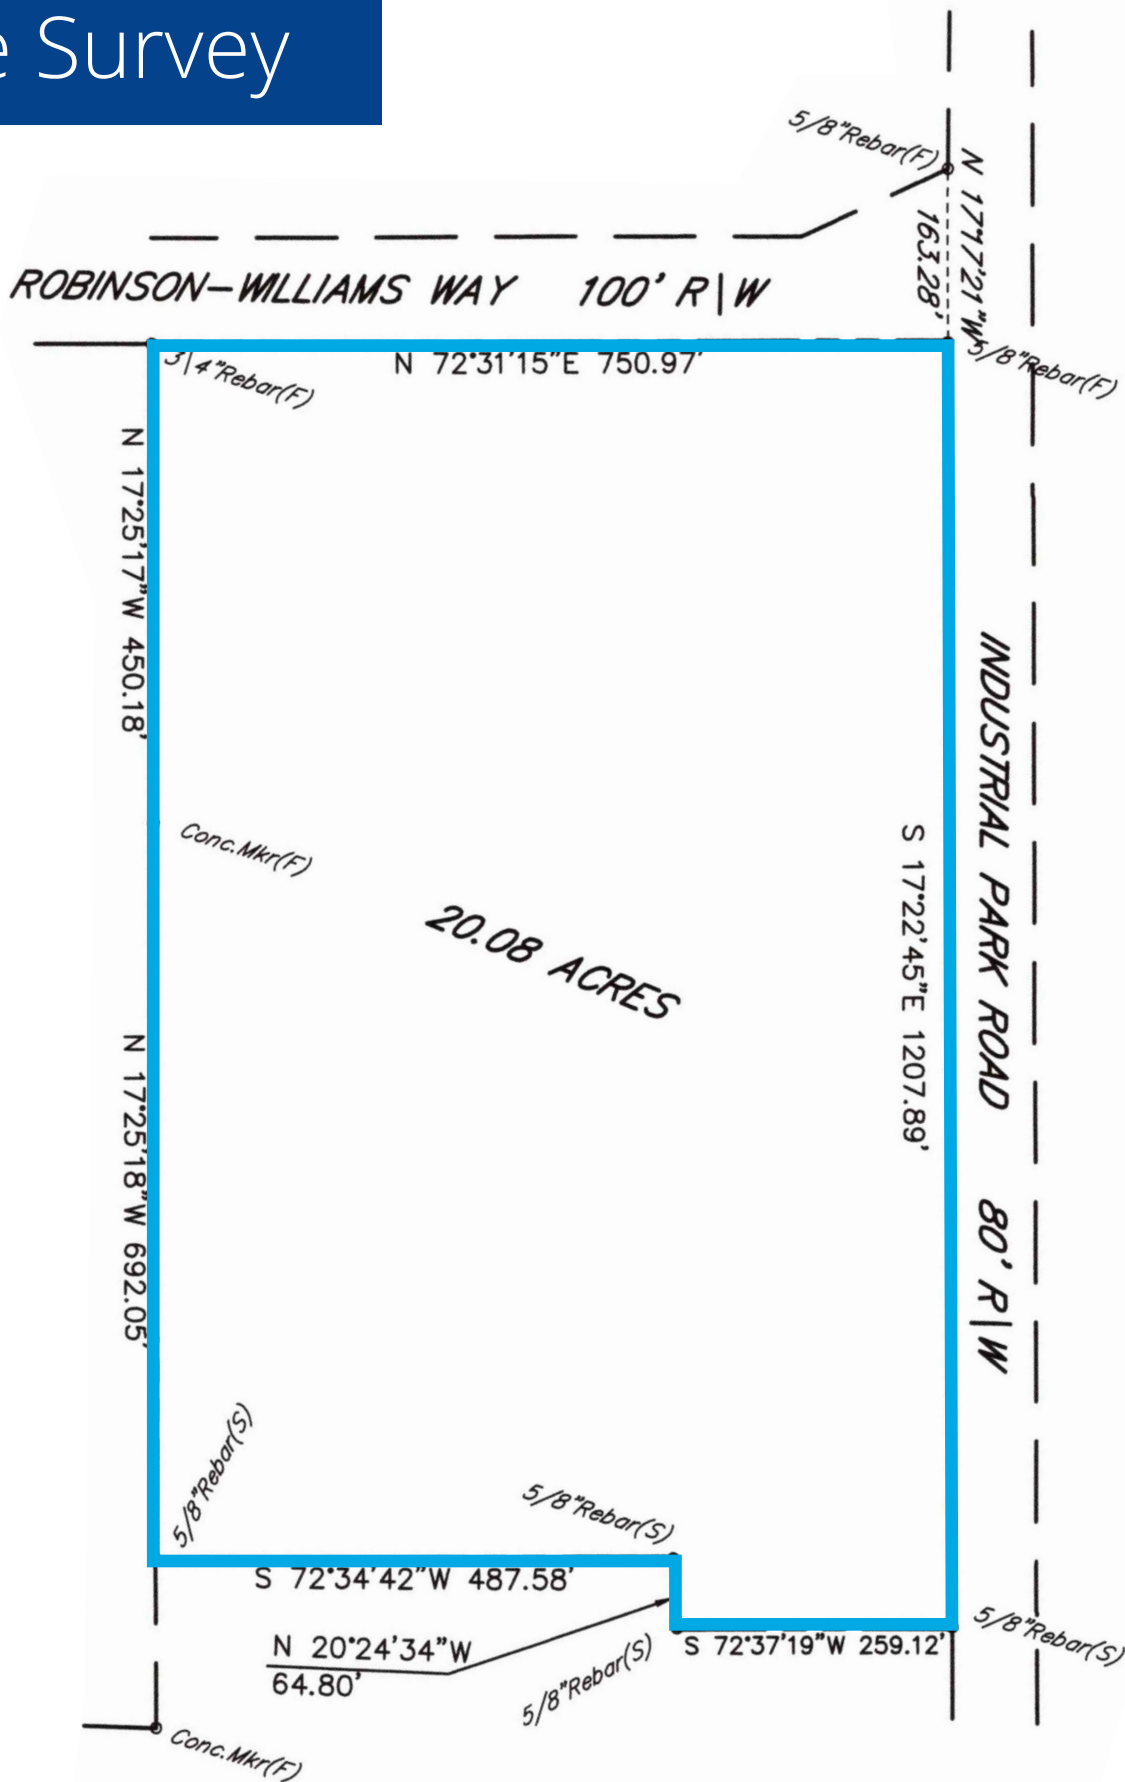 e Survey
5/8"Rebar(F)
N 17°17'21"W
163.28'
ROBINSON-WILLIAMS WAY 100' R|W
5/8"Rebar(F)
3|4"Rebar(F)
N 72°31'15"E 750.97'
N 17°25'17"W 450.18'
INDUSTRIAL PARK ROAD 80' R|W
Conc.Mkr(F)
S 17°22'45"E 1207.89'
20.08 ACRES
N 17°25'18"W 692.05'
5/8"Rebar(S)
5/8"Rebar(S)
S 72°34'42"W 487.58'
N 20°24'34"W
64.80'
5/8"Rebar(S)
S 72°37'19"W 259.12'
5/8"Rebar(S)
Conc.Mkr(F)